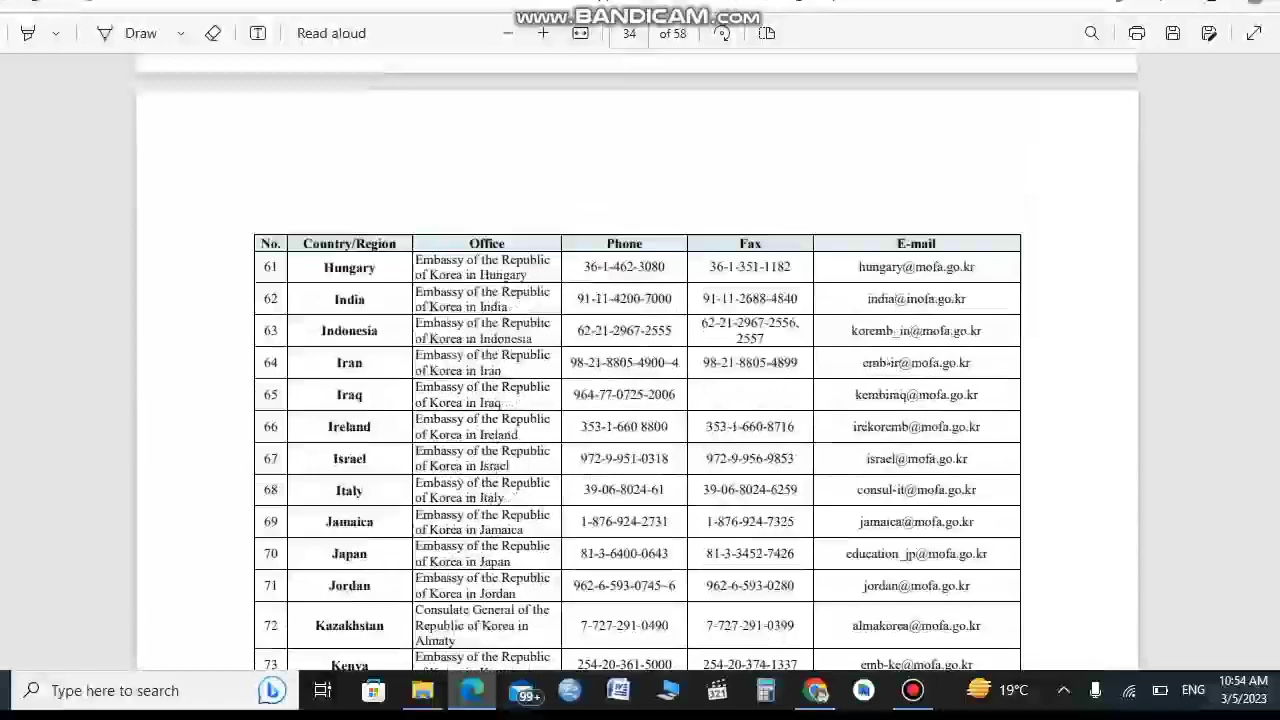 www.BANDICAM.com
Draw
Read aloud
34 of 58
No. Country/Region Office Phone Fax E-mail
61 Hungary Embassy of the Republic of Korea in Hungary 36-1-462-3080 36-1-351-1182 hungary@mofa.go.kr
62 India Embassy of the Republic of Korea in India 91-11-4200-7000 91-11-2688-4840 india@mofa.go.kr
63 Indonesia Embassy of the Republic of Korea in Indonesia 62-21-2967-2555 62-21-2967-2556, 2557 koremb_in@mofa.go.kr
64 Iran Embassy of the Republic of Korea in Iran 98-21-8805-4900~4 98-21-8805-4899 emb-ir@mofa.go.kr
65 Iraq Embassy of the Republic of Korea in Iraq 964-77-0725-2006 kembiraq@mofa.go.kr
66 Ireland Embassy of the Republic of Korea in Ireland 353-1-660 8800 353-1-660-8716 irekoremb@mofa.go.kr
67 Israel Embassy of the Republic of Korea in Israel 972-9-951-0318 972-9-956-9853 israel@mofa.go.kr
68 Italy Embassy of the Republic of Korea in Italy 39-06-8024-61 39-06-8024-6259 consul-it@mofa.go.kr
69 Jamaica Embassy of the Republic of Korea in Jamaica 1-876-924-2731 1-876-924-7325 jamaica@mofa.go.kr
70 Japan Embassy of the Republic of Korea in Japan 81-3-6400-0643 81-3-3452-7426 education_jp@mofa.go.kr
71 Jordan Embassy of the Republic of Korea in Jordan 962-6-593-0745~6 962-6-593-0280 jordan@mofa.go.kr
72 Kazakhstan Consulate General of the Republic of Korea in Almaty 7-727-291-0490 7-727-291-0399 almakorea@mofa.go.kr
73 Kenya Embassy of the Republic 254-20-361-5000 254-20-374-1337 emb-ke@mofa.go.kr
Type here to search
99+
321
19°C
ENG
10:54 AM
3/5/2023